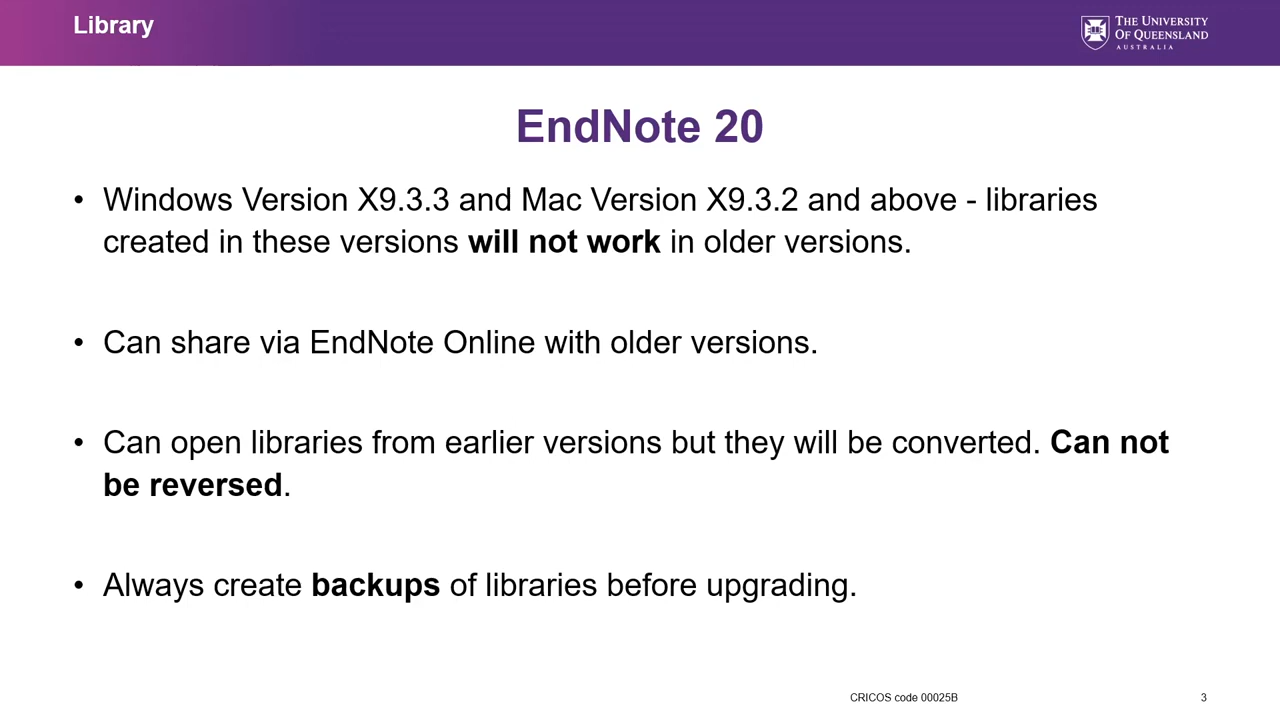 Library
THE UNIVERSITY
OF QUEENSLAND
AUSTRALIA
EndNote 20
• Windows Version X9.3.3 and Mac Version X9.3.2 and above - libraries
created in these versions will not work in older versions.
• Can share via EndNote Online with older versions.
• Can open libraries from earlier versions but they will be converted. Can not
be reversed.
• Always create backups of libraries before upgrading.
CRICOS code 00025B
3